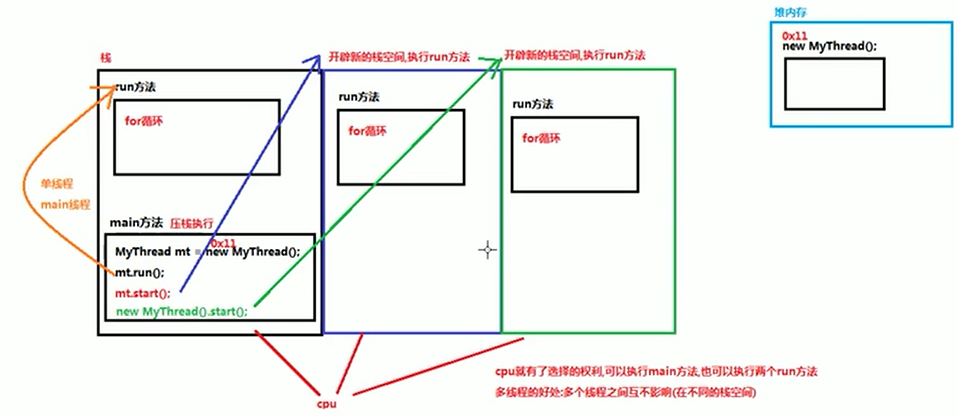 堆内存
0x11
new MyThread();
栈
开辟新的栈空间,执行run方法
开辟新的栈空间,执行run方法
run方法
for循环
run方法
for循环
run方法
for循环
单线程
main线程
main方法 压栈执行
0x11
MyThread mt = new MyThread();
mt.run();
mt.start();
new MyThread().start();
cpu
cpu就有了选择的权利,可以执行main方法,也可以执行两个run方法
多线程的好处:多个线程之间互不影响(在不同的栈空间)